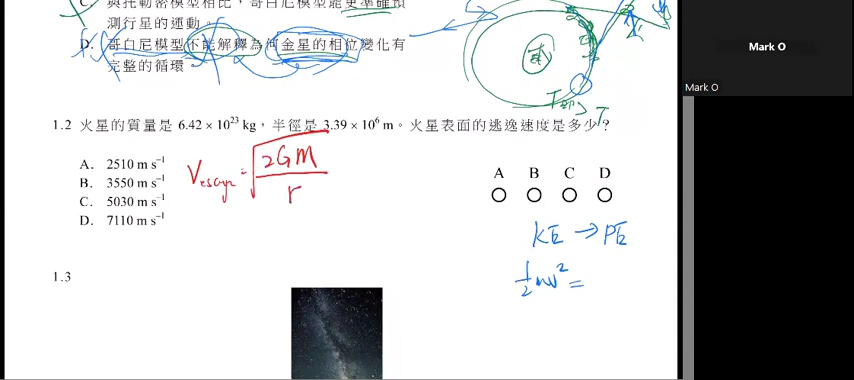 C. 與托勒密模型相比，哥白尼模型能更準確預
測行星的運動。
D. 哥白尼模型不能解釋為何金星的相位變化有
完整的循環。
Mark O
Mark O
1.2 火星的質量是 6.42 × 10²³ kg，半徑是 3.39 × 10⁶ m。火星表面的逃逸速度是多少？
A. 2510 m s⁻¹
B. 3550 m s⁻¹
C. 5030 m s⁻¹
D. 7110 m s⁻¹
V escape = √(2GM / r)
A B C D
KE → PE
½ mv² =
1.3